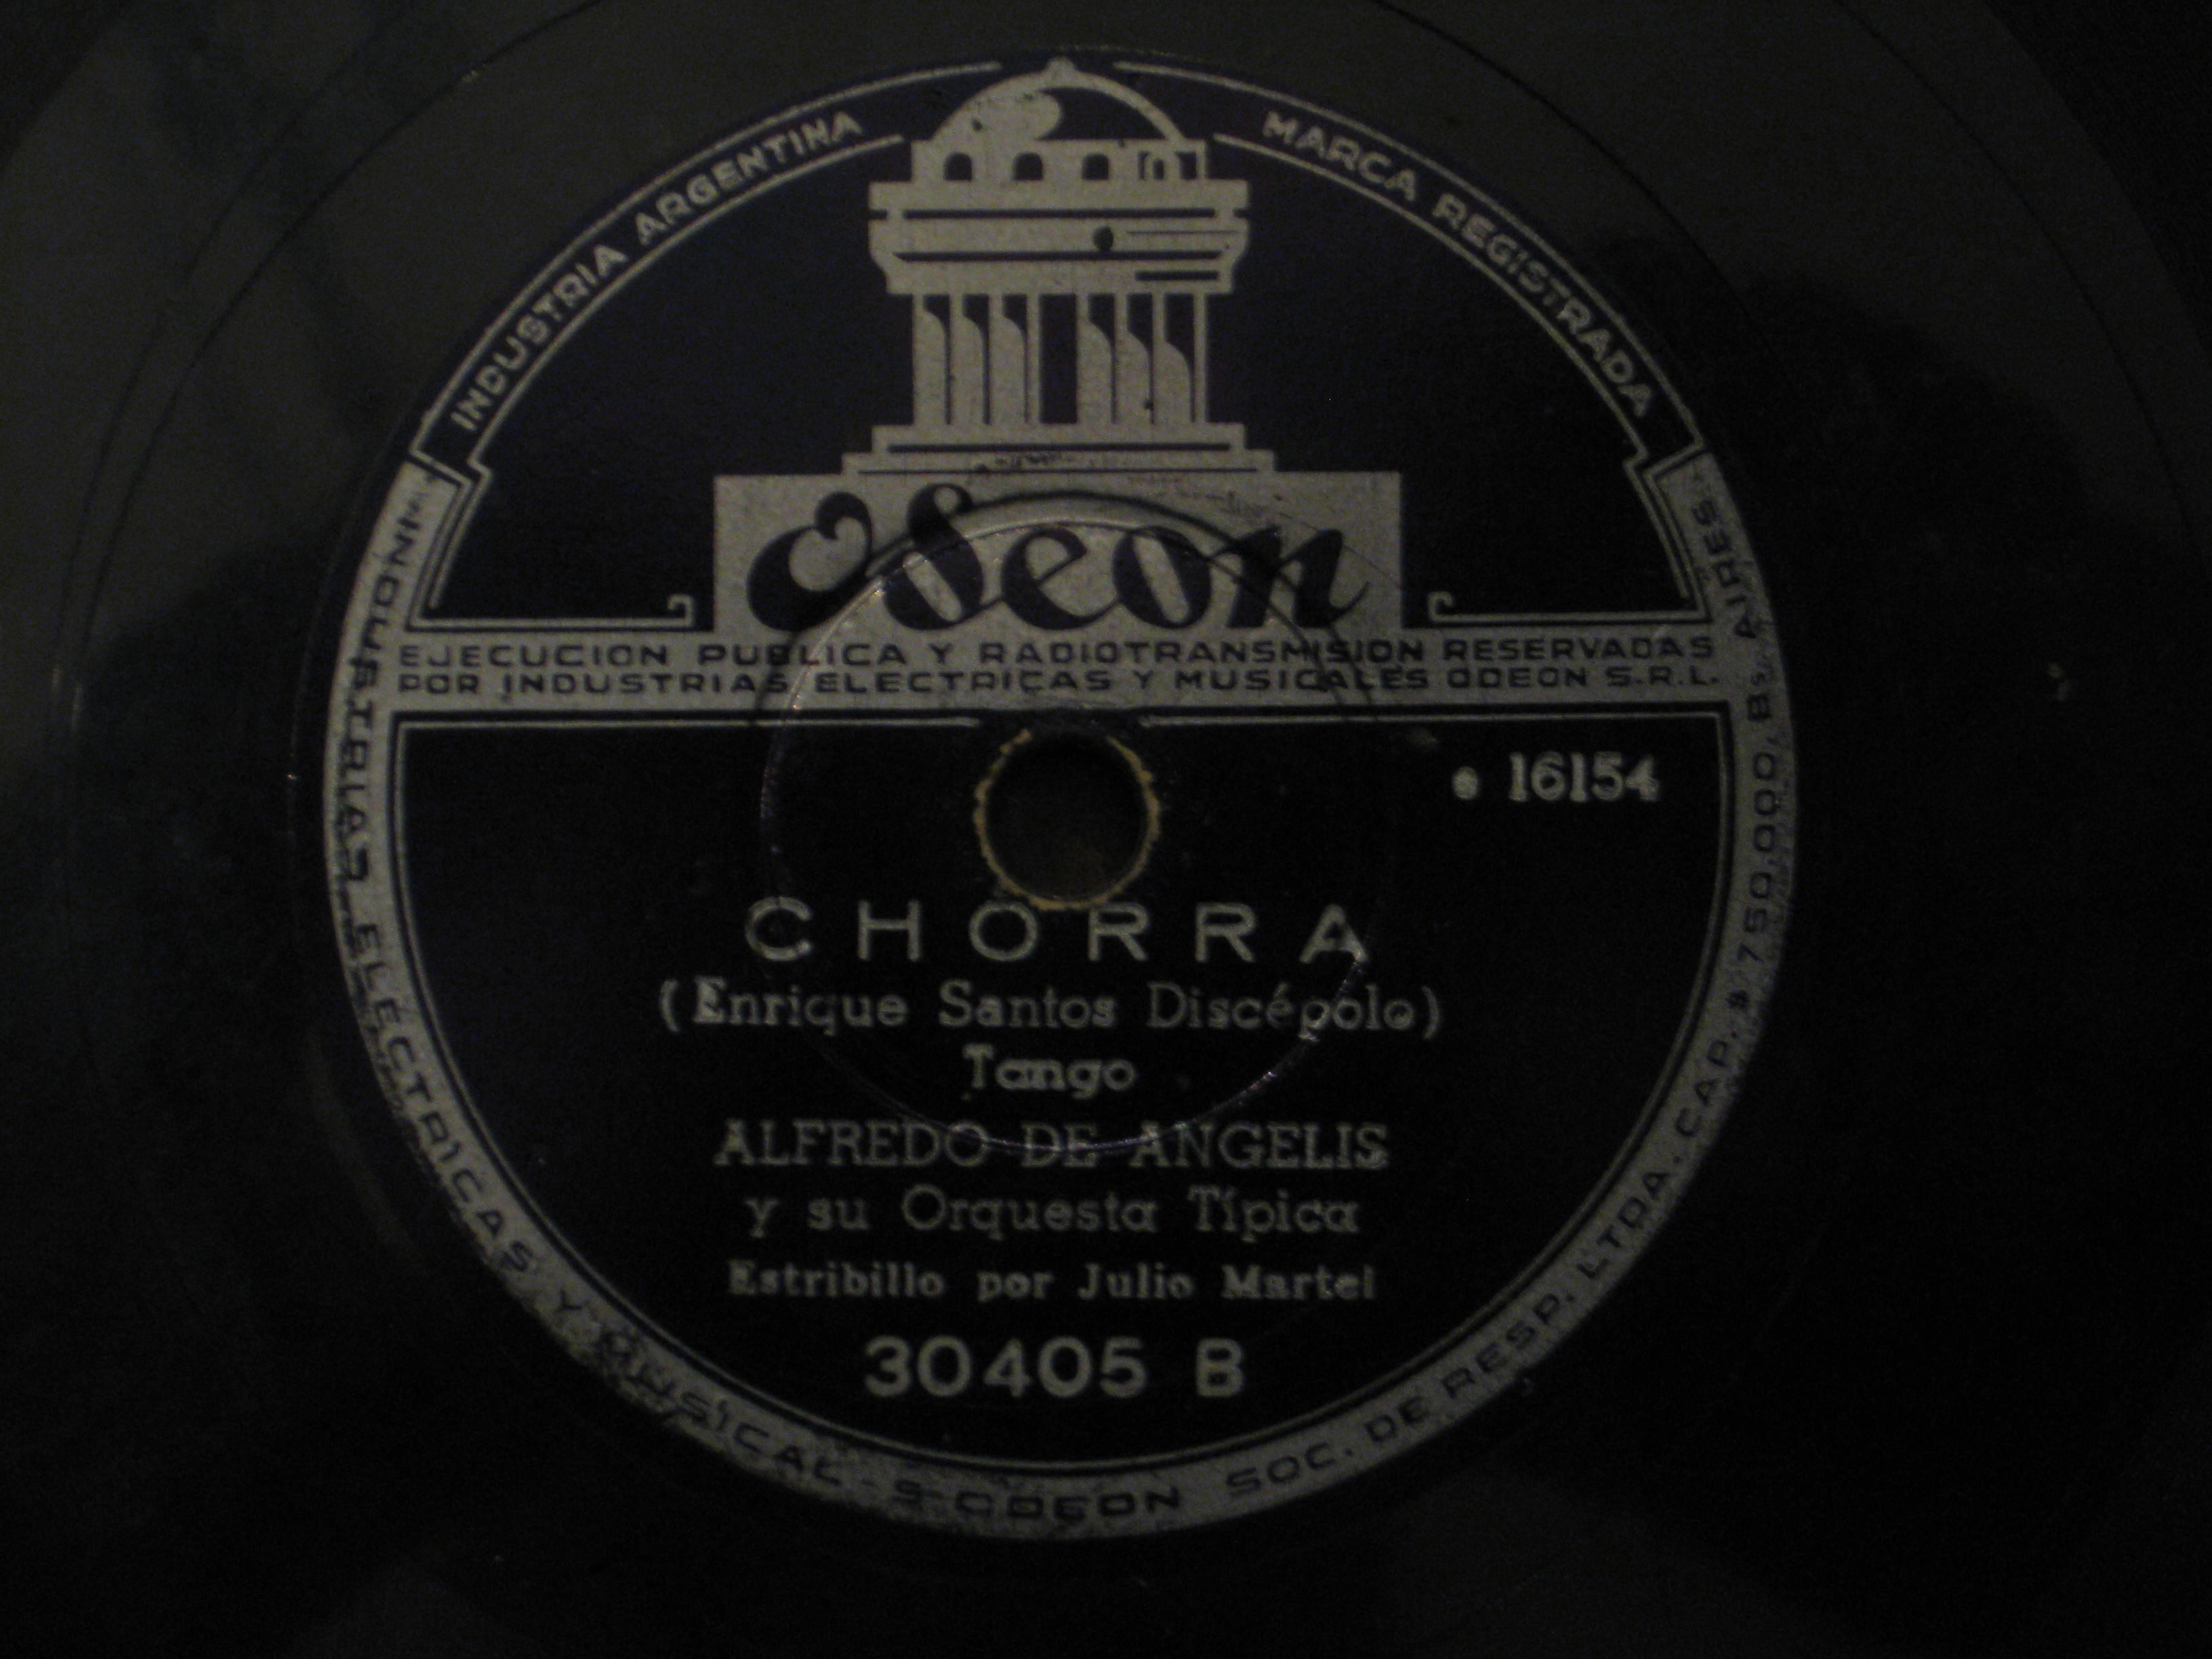 INDUSTRIA ARGENTINA
MARCA REGISTRADA
Odeon
EJECUCION PUBLICA Y RADIOTRANSMISION RESERVADAS
POR INDUSTRIAS ELECTRICAS Y MUSICALES ODEON S.R.L.
16154
CHORRA
(Enrique Santos Discépolo)
Tango
ALFREDO DE ANGELIS
y su Orquesta Típica
Estribillo por Julio Martel
30405 B
ELECTRICAS Y MUSICAL-S-ODEON SOC. DE RESP. LTDA. CAP. $ 750.000, Bs. AIRES